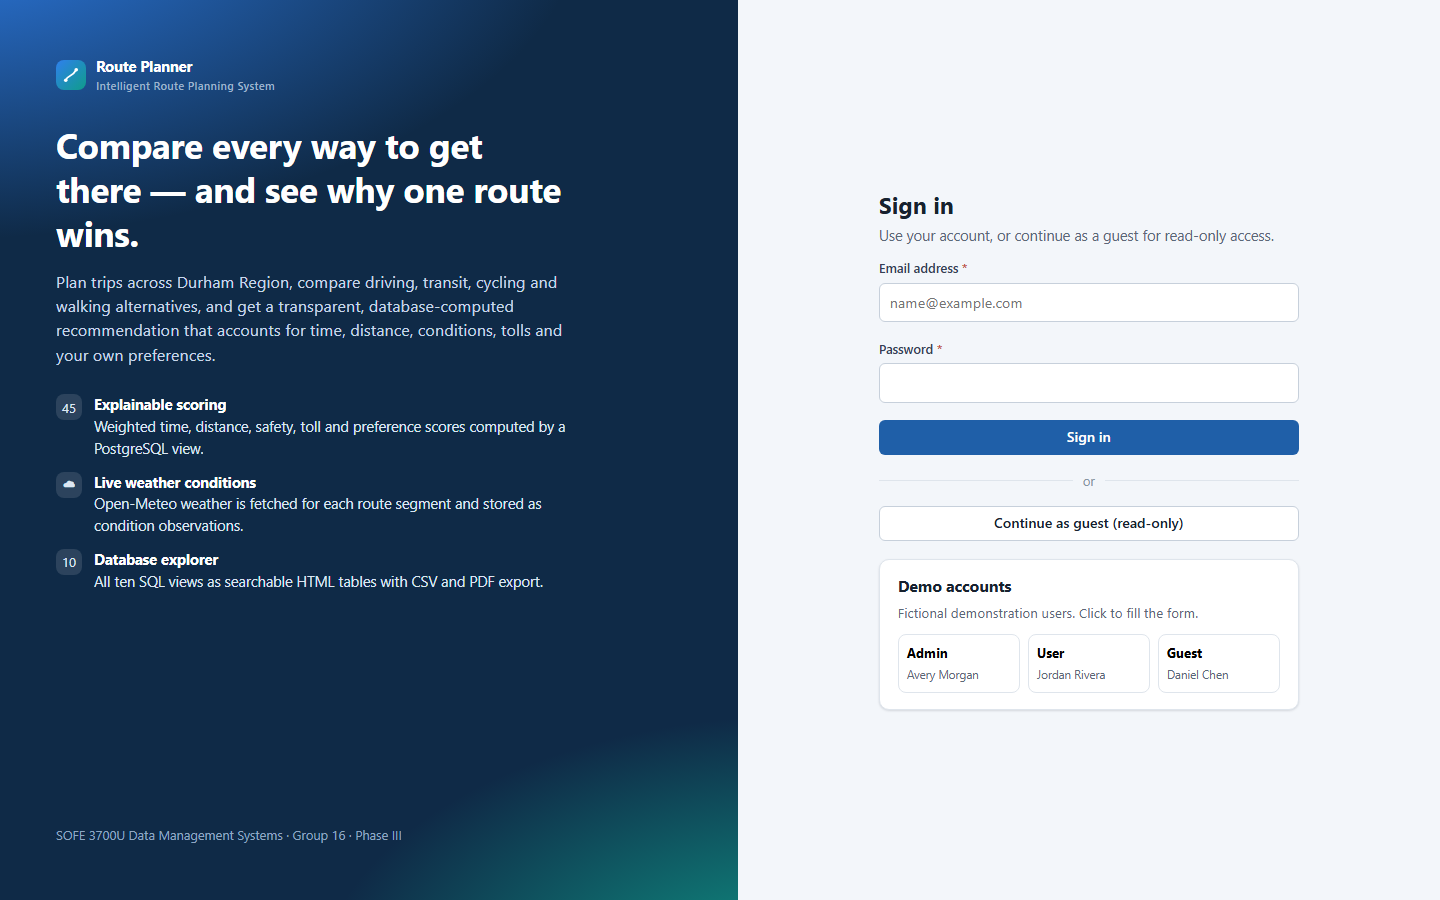 Route Planner
Intelligent Route Planning System
Compare every way to get
there — and see why one route
wins.
Plan trips across Durham Region, compare driving, transit, cycling and
walking alternatives, and get a transparent, database-computed
recommendation that accounts for time, distance, conditions, tolls and
your own preferences.
45
Explainable scoring
Weighted time, distance, safety, toll and preference scores computed by a
PostgreSQL view.
Live weather conditions
Open-Meteo weather is fetched for each route segment and stored as
condition observations.
10
Database explorer
All ten SQL views as searchable HTML tables with CSV and PDF export.
SOFE 3700U Data Management Systems · Group 16 · Phase III
Sign in
Use your account, or continue as a guest for read-only access.
Email address *
name@example.com
Password *
Sign in
or
Continue as guest (read-only)
Demo accounts
Fictional demonstration users. Click to fill the form.
Admin
Avery Morgan
User
Jordan Rivera
Guest
Daniel Chen